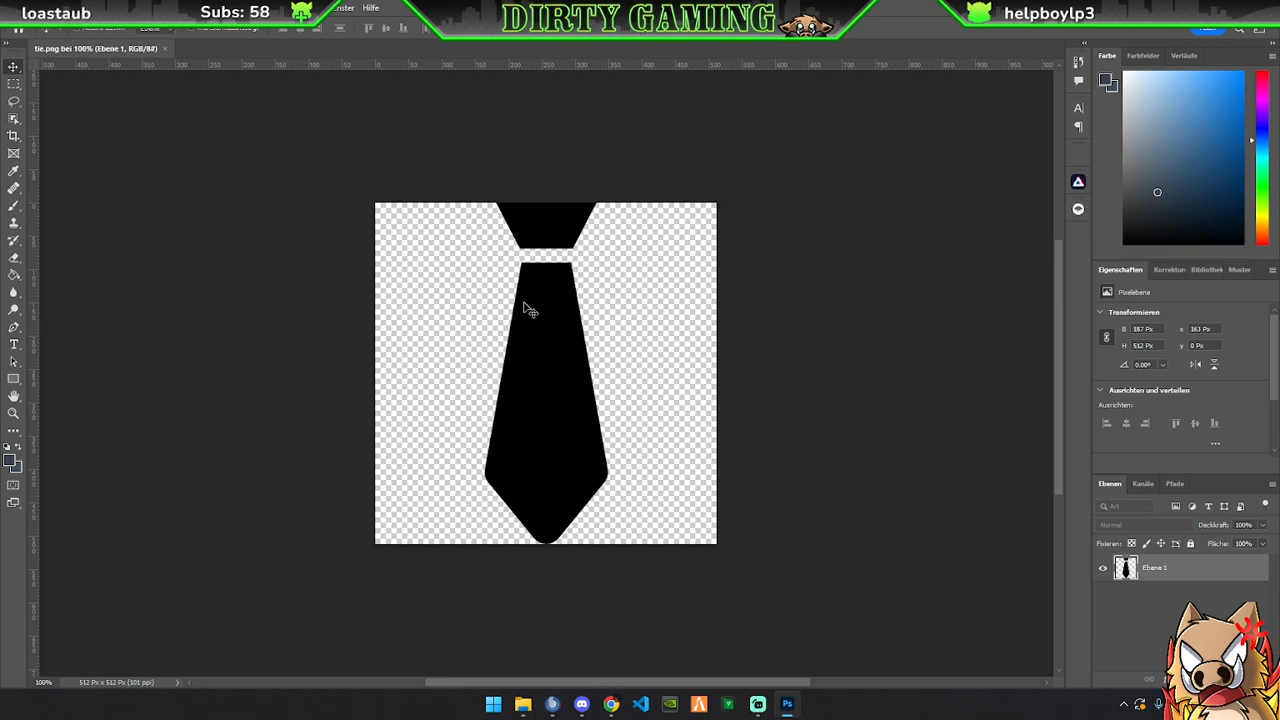 loastaub
Subs: 58
nster
Hilfe
DIRTY GAMING
helpboylp3
tie.png bei 100% (Ebene 1, RGB/8#)
Farbe
Farbfelder
Verläufe
Eigenschaften
Korrektur
Bibliothek
Muster
Pixelebene
Transformieren
B 187 Px
x 163 Px
H 512 Px
y 0 Px
0.00°
Ausrichten und verteilen
Ausrichten:
...
Ebenen
Kanäle
Pfade
Art
Normal
Deckkraft: 100%
Fixieren:
Fläche: 100%
Ebene 1
100%
512 Px x 512 Px (101 ppi)
Ps